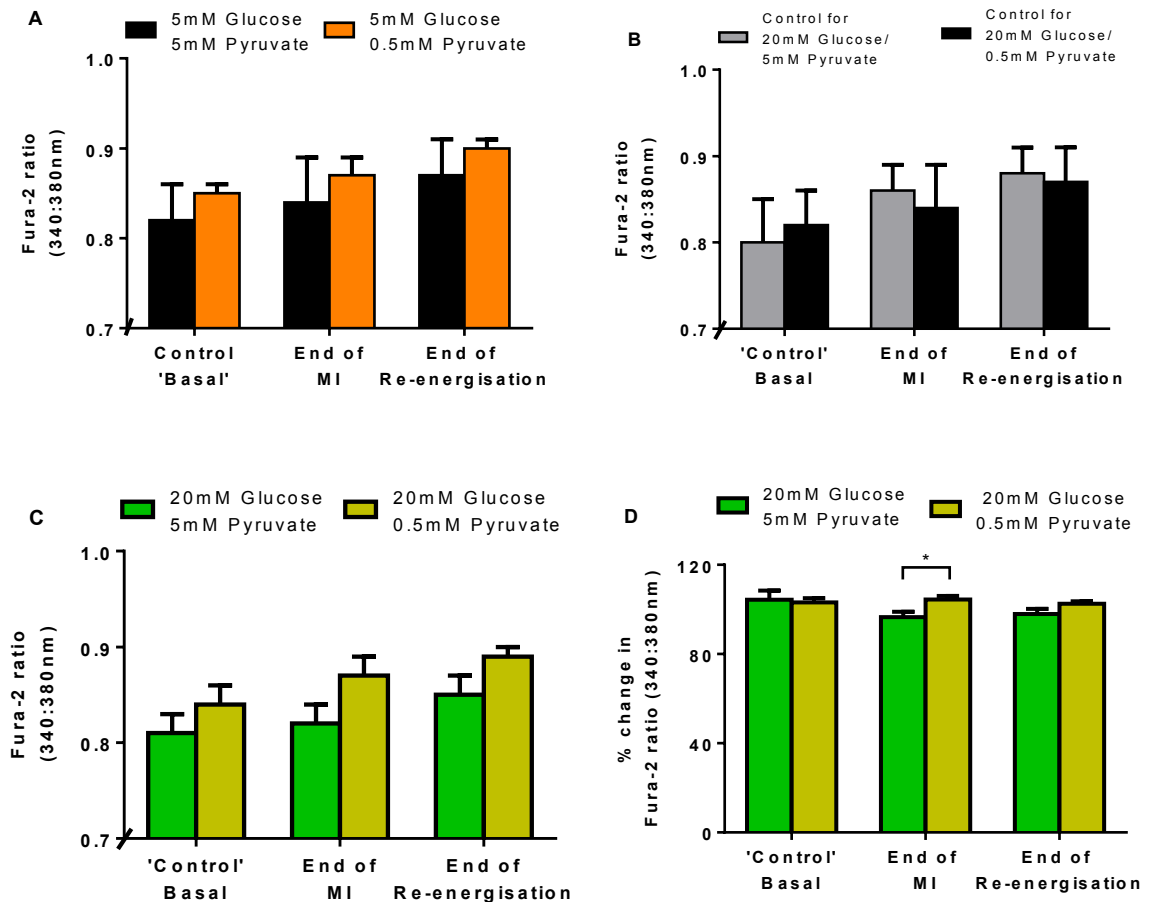 A
5mM Glucose
5mM Pyruvate
5mM Glucose
0.5mM Pyruvate
Fura-2 ratio
(340:380nm)
1.0
0.9
0.8
0.7
Control
'Basal'
End of
MI
End of
Re-energisation
B
Control for
20mM Glucose/
5mM Pyruvate
Control for
20mM Glucose/
0.5mM Pyruvate
Fura-2 ratio
(340:380nm)
1.0
0.9
0.8
0.7
'Control'
Basal
End of
MI
End of
Re-energisation
C
20mM Glucose
5mM Pyruvate
20mM Glucose
0.5mM Pyruvate
Fura-2 ratio
(340:380nm)
1.0
0.9
0.8
0.7
'Control'
Basal
End of
MI
End of
Re-energisation
D
20mM Glucose
5mM Pyruvate
20mM Glucose
0.5mM Pyruvate
% change in
Fura-2 ratio (340:380nm)
120
80
40
0
*
'Control'
Basal
End of
MI
End of
Re-energisation